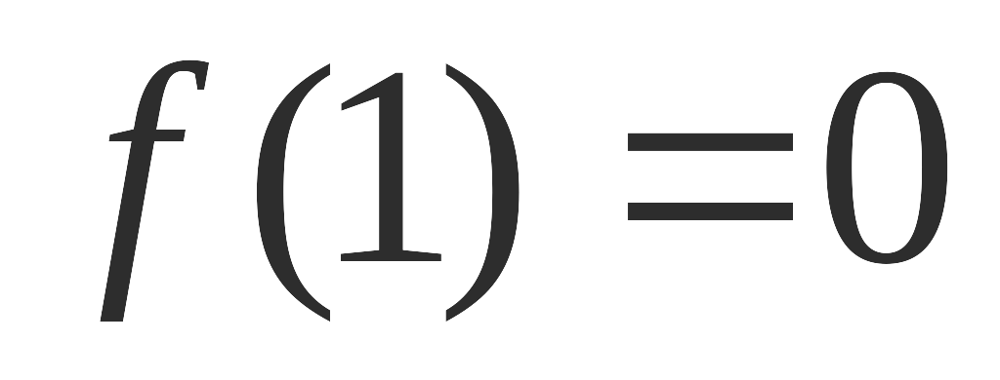 f (1) =0